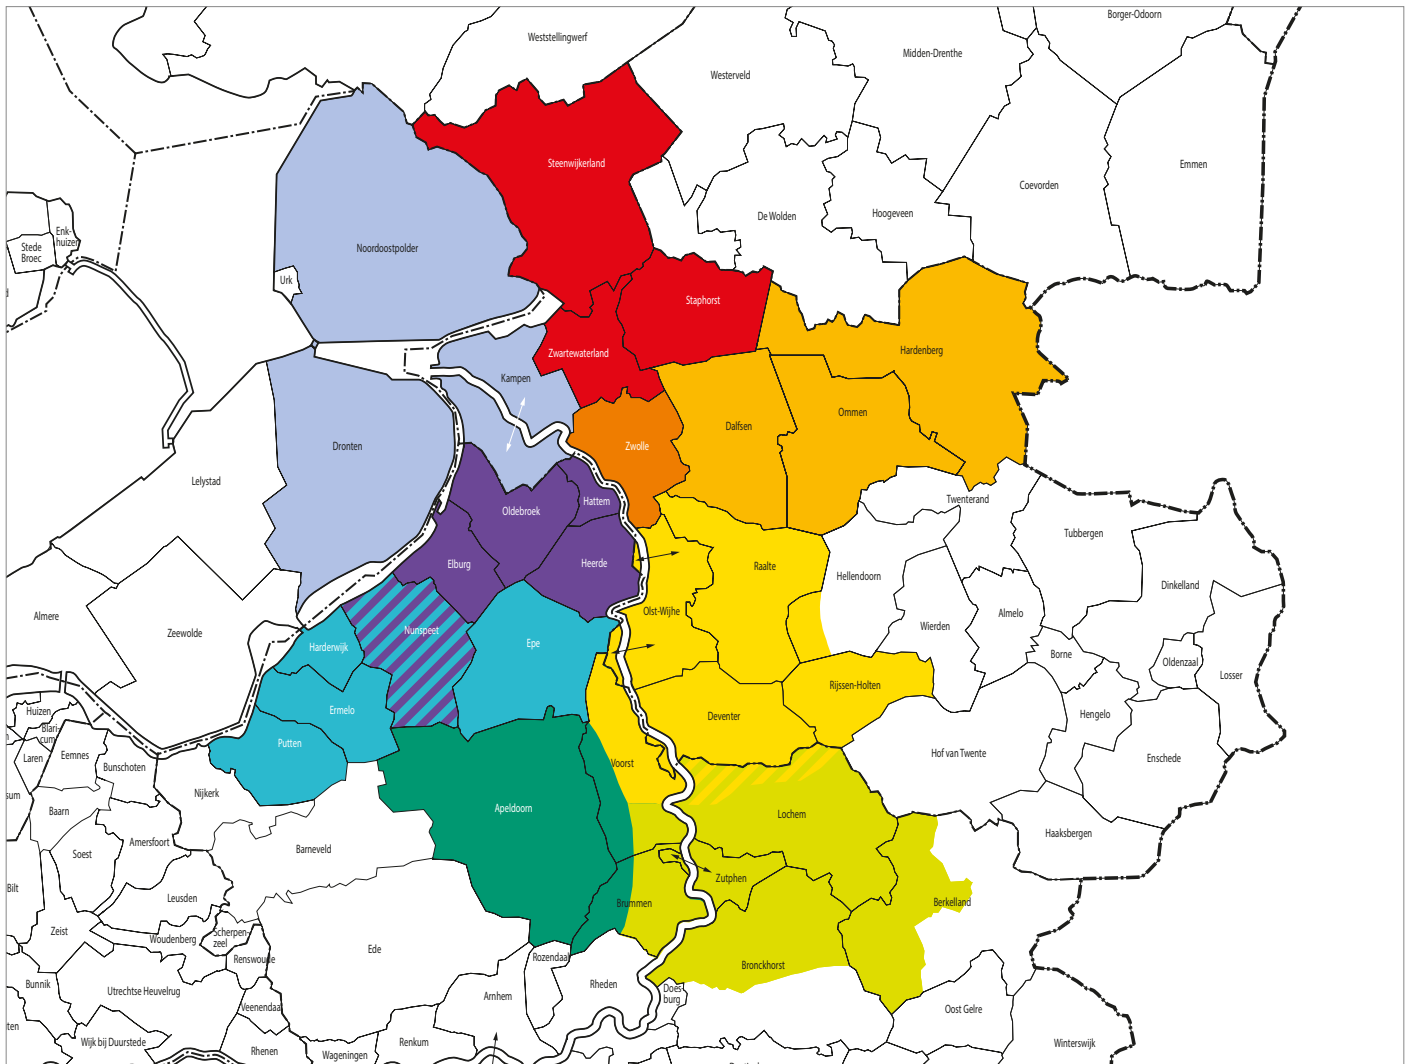 Borger-Odoorn
Weststellingwerf
Midden-Drenthe
Westerveld
Steenwijkerland
Emmen
Coevorden
De Wolden
Hoogeveen
Enk-
huizen
Stede
Broec
Noordoostpolder
Urk
Staphorst
Zwartewaterland
Hardenberg
Kampen
Ommen
Dalfsen
Zwolle
Dronten
Lelystad
Hattem
Twenterand
Oldebroek
Tubbergen
Elburg
Heerde
Raalte
Hellendoorn
Dinkelland
Almere
Olst-Wijhe
Almelo
Zeewolde
Nunspeet
Wierden
Epe
Harderwijk
Borne
Oldenzaal
Losser
Rijssen-Holten
Ermelo
Huizen
Hengelo
Deventer
Blari-
cum
Putten
Laren
Eemnes
Hof van Twente
Enschede
Bunschoten
Voorst
Nijkerk
sum
Baarn
Apeldoorn
Lochem
Haaksbergen
Amersfoort
Barneveld
Soest
Zutphen
Bilt
Leusden
Brummen
Berkelland
Zeist
Scherpen-
zeel
Woudenberg
Ede
Renswoude
Rozendaal
Bronckhorst
Bunnik
Rheden
Utrechtse Heuvelrug
Does-
burg
Arnhem
Veenendaal
Oost Gelre
ten
Wijk bij Duurstede
Renkum
Winterswijk
Rhenen
Wageningen